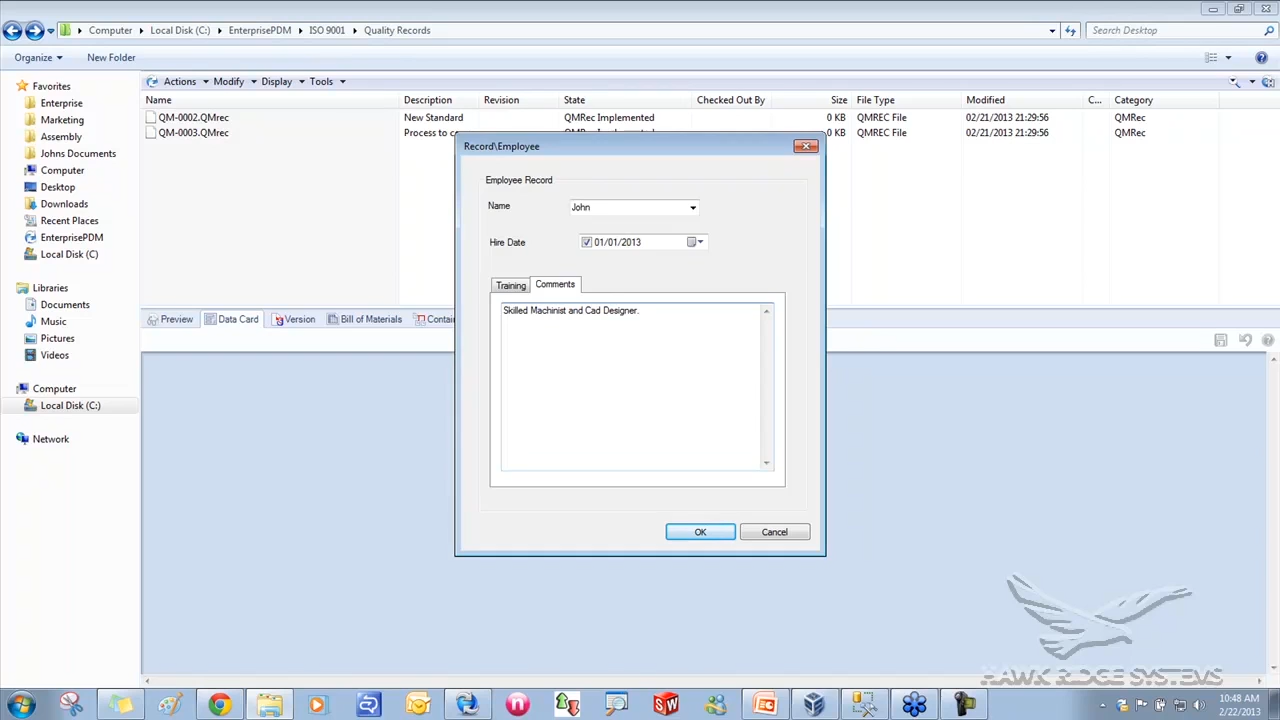 Computer Local Disk (C:) EnterprisePDM ISO 9001 Quality Records Search Desktop
Organize New Folder
Favorites
Enterprise
Marketing
Assembly
Johns Documents
Computer
Desktop
Downloads
Recent Places
EnterprisePDM
Local Disk (C)
Libraries
Documents
Music
Pictures
Videos
Computer
Local Disk (C:)
Network
Actions Modify Display Tools
Name Description Revision State Checked Out By Size File Type Modified C... Category
QM-0002.QMrec New Standard QMRec Implemented 0 KB QMREC File 02/21/2013 21:29:56 QMRec
QM-0003.QMrec Process to 0 KB QMREC File 02/21/2013 21:29:56 QMRec
Preview Data Card Version Bill of Materials Contain
Record\Employee
Employee Record
Name John
Hire Date 01/01/2013
Training Comments
Skilled Machinist and Cad Designer.
OK Cancel
HAWK RIDGE SYSTEMS
10:48 AM
2/22/2013